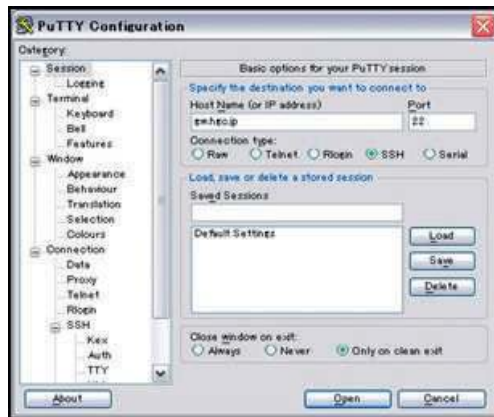 PuTTY Configuration
Category:
Session
Logging
Terminal
Keyboard
Bell
Features
Window
Appearance
Behaviour
Translation
Selection
Colours
Connection
Data
Proxy
Telnet
Rlogin
SSH
Kex
Auth
TTY
Basic options for your PuTTY session
Specify the destination you want to connect to
Host Name (or IP address)
Port
gw.hgc.jp
22
Connection type:
Raw
Telnet
Rlogin
SSH
Serial
Load, save or delete a stored session
Saved Sessions
Default Settings
Load
Save
Delete
Close window on exit:
Always
Never
Only on clean exit
About
Open
Cancel